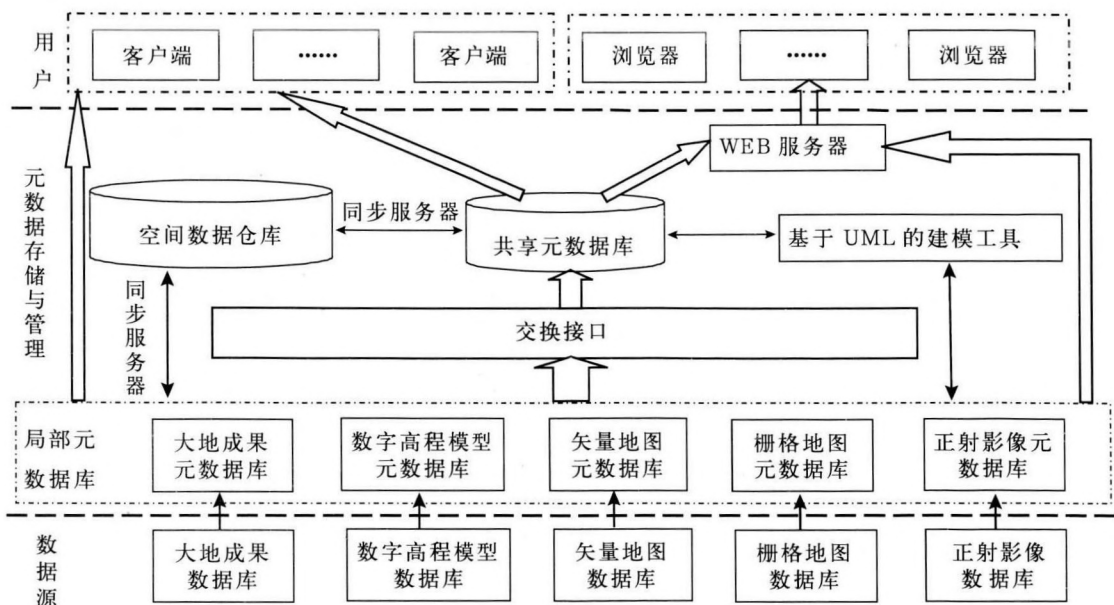 用户
客户端
……
客户端
浏览器
……
浏览器
WEB 服务器
元数据存储与管理
空间数据仓库
同步服务器
共享元数据库
基于 UML 的建模工具
同步服务器
交换接口
局部元
数据库
大地成果
元数据库
数字高程模型
元数据库
矢量地图
元数据库
栅格地图
元数据库
正射影像元
数据库
数据源
大地成果
数据库
数字高程模型
数据库
矢量地图
数据库
栅格地图
数据库
正射影像
数据库